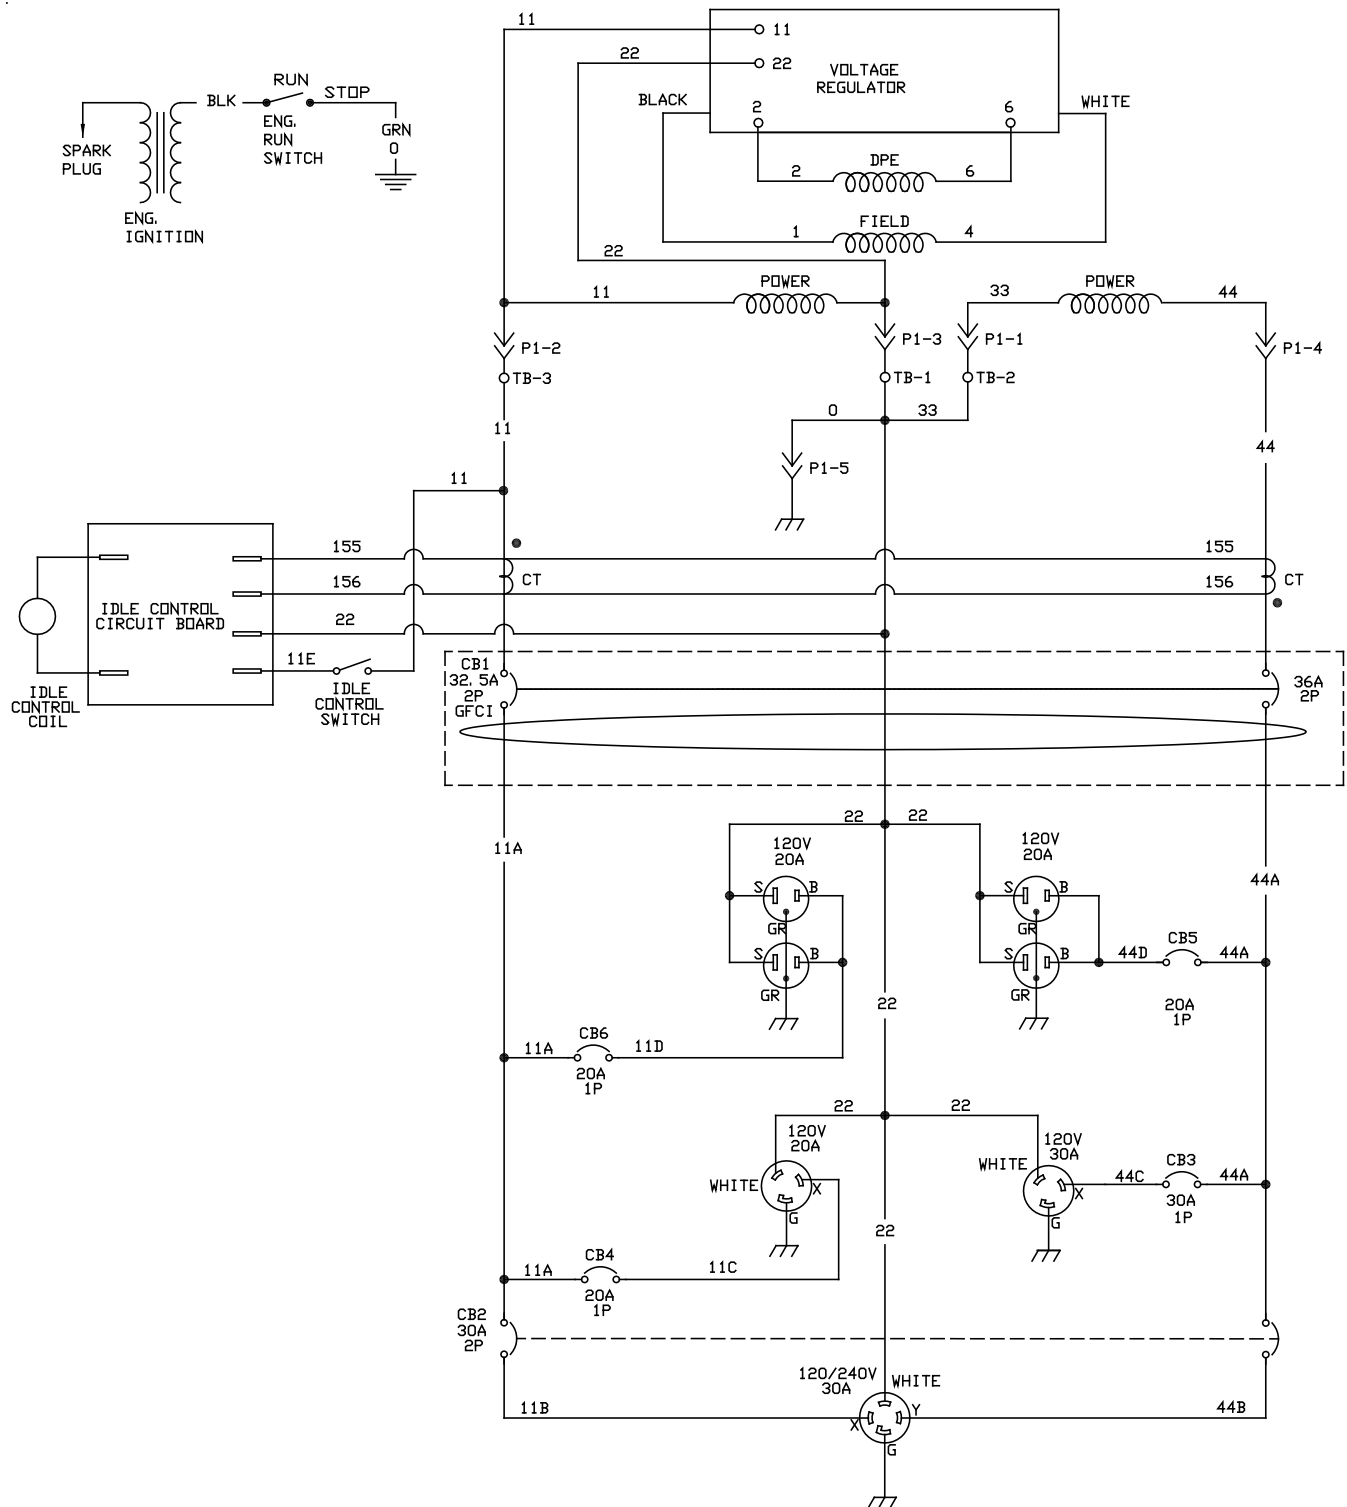 11
11
22
22
VOLTAGE
REGULATOR
2
6
BLACK
WHITE
RUN
BLK
STOP
ENG.
RUN
SWITCH
GRN
0
SPARK
PLUG
ENG.
IGNITION
DPE
2
6
FIELD
1
4
22
POWER
11
33
POWER
44
P1-2
P1-3
P1-1
P1-4
TB-3
TB-1
TB-2
0
33
11
44
P1-5
11
155
155
156
CT
156
CT
IDLE CONTROL
CIRCUIT BOARD
22
11E
IDLE
CONTROL
COIL
IDLE
CONTROL
SWITCH
CB1
32.5A
2P
GFCI
36A
2P
22
22
11A
120V
20A
120V
20A
44A
S
B
GR
S
B
GR
S
B
GR
S
B
GR
44D
CB5
44A
20A
1P
22
CB6
11A
11D
20A
1P
22
22
120V
20A
WHITE
X
G
120V
30A
WHITE
X
G
44C
CB3
44A
30A
1P
22
CB4
11A
11C
20A
1P
CB2
30A
2P
120/240V
30A
WHITE
11B
X
Y
44B
G